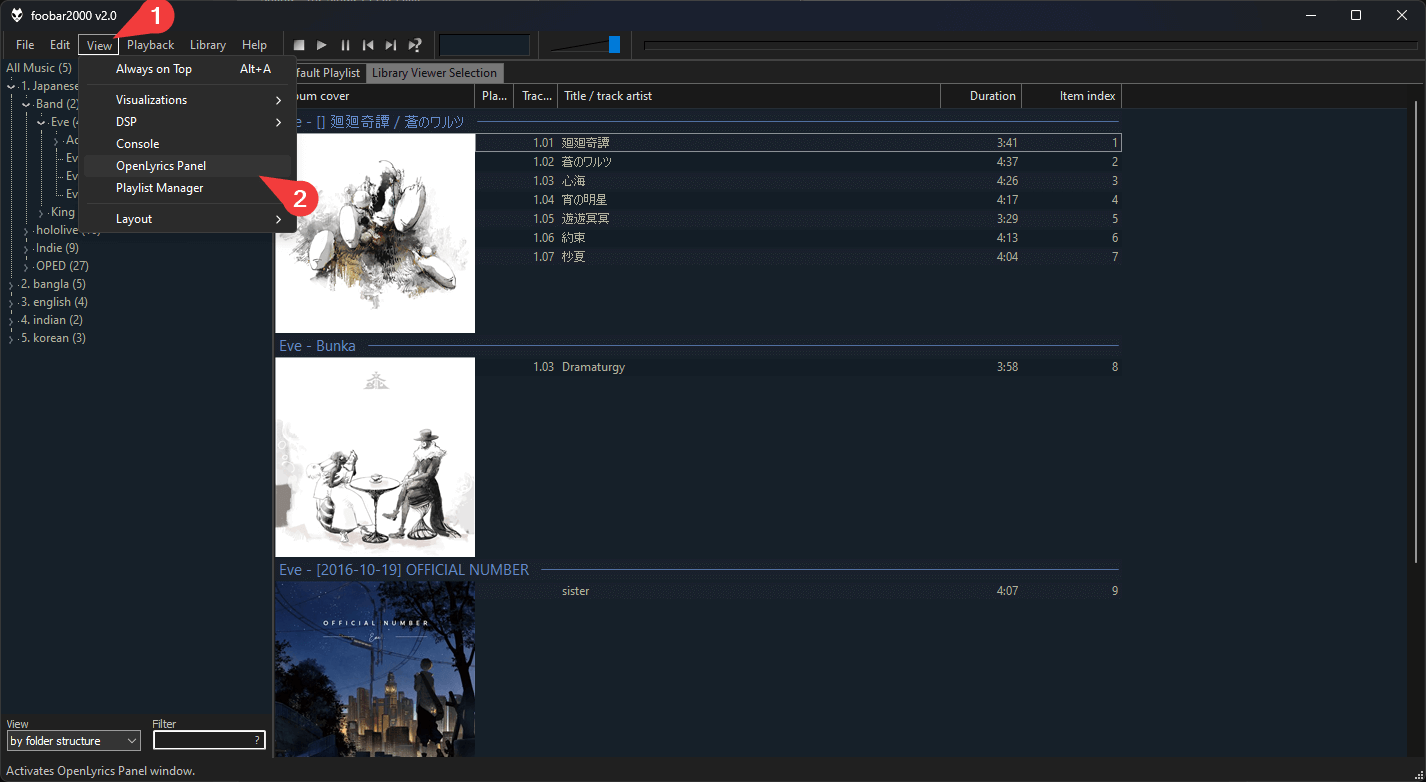 foobar2000 v2.0
1
File Edit View Playback Library Help
All Music (5)
1. Japanese
Band (2)
Eve (4
Ev
Ev
Ev
King
hololive
Indie (9)
OPED (27)
2. bangla (5)
3. english (4)
4. indian (2)
5. korean (3)
Always on Top Alt+A
Visualizations
DSP
Console
OpenLyrics Panel
Playlist Manager
Layout
2
fault Playlist Library Viewer Selection
bum cover Pla... Trac... Title / track artist Duration Item index
e - [] 廻廻奇譚 / 蒼のワルツ
1.01 廻廻奇譚 3:41 1
1.02 蒼のワルツ 4:37 2
1.03 心海 4:26 3
1.04 宵の明星 4:17 4
1.05 遊遊冥冥 3:29 5
1.06 約束 4:13 6
1.07 杪夏 4:04 7
Eve - Bunka
1.03 Dramaturgy 3:58 8
Eve - [2016-10-19] OFFICIAL NUMBER
sister 4:07 9
OFFICIAL NUMBER
Eve
View Filter
by folder structure ?
Activates OpenLyrics Panel window.